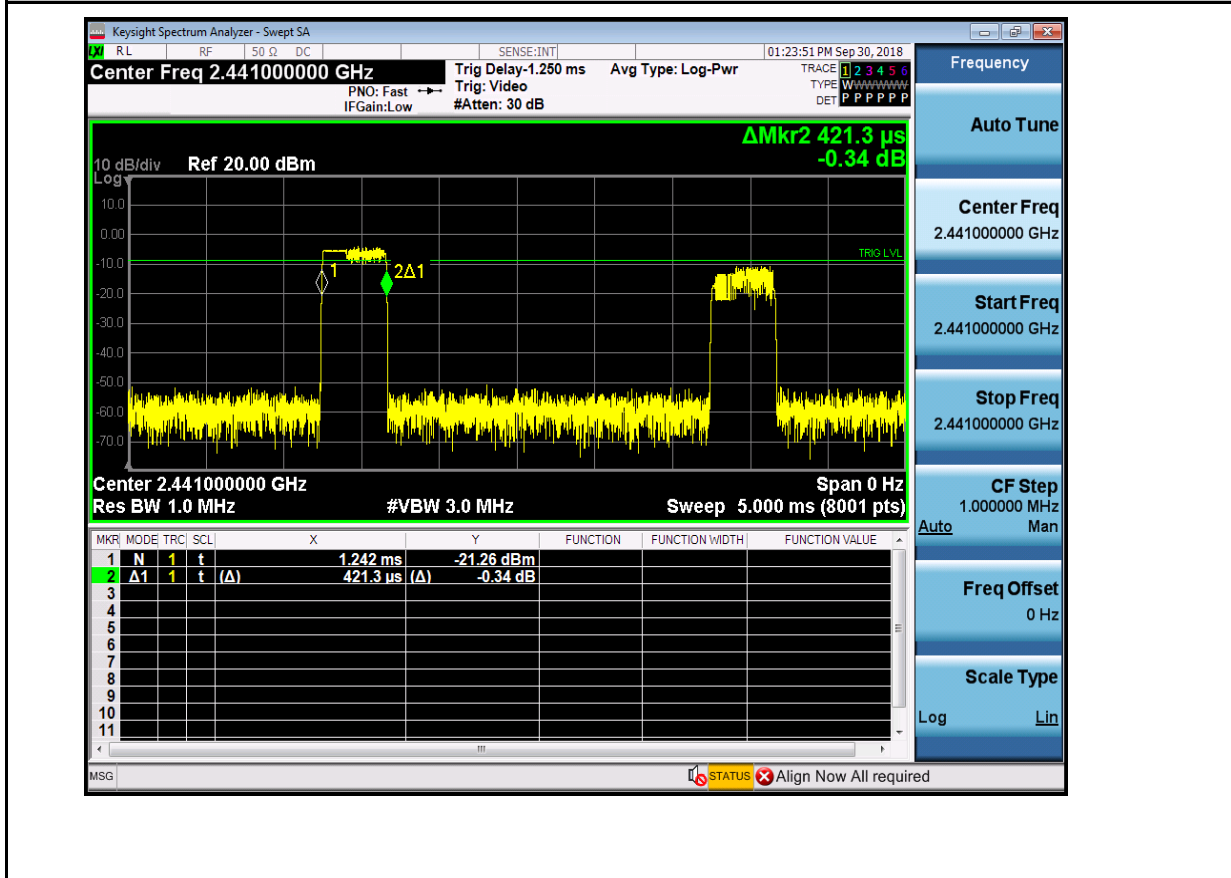 Keysight Spectrum Analyzer - Swept SA
LXI RL RF 50 Ω DC SENSE:INT 01:23:51 PM Sep 30, 2018
Center Freq 2.441000000 GHz
PNO: Fast
IFGain:Low
Trig Delay-1.250 ms
Trig: Video
#Atten: 30 dB
Avg Type: Log-Pwr
TRACE 1 2 3 4 5 6
TYPE WWWWWW
DET P P P P P P
Frequency
Auto Tune
Center Freq
2.441000000 GHz
Start Freq
2.441000000 GHz
Stop Freq
2.441000000 GHz
CF Step
1.000000 MHz
Auto Man
Freq Offset
0 Hz
Scale Type
Log Lin
ΔMkr2 421.3 µs
-0.34 dB
10 dB/div Ref 20.00 dBm
Log
10.0
0.00
-10.0
-20.0
-30.0
-40.0
-50.0
-60.0
-70.0
TRIG LVL
1
2Δ1
Center 2.441000000 GHz Span 0 Hz
Res BW 1.0 MHz #VBW 3.0 MHz Sweep 5.000 ms (8001 pts)
MKR MODE TRC SCL X Y FUNCTION FUNCTION WIDTH FUNCTION VALUE
1 N 1 t 1.242 ms -21.26 dBm
2 Δ1 1 t (Δ) 421.3 µs (Δ) -0.34 dB
3
4
5
6
7
8
9
10
11
MSG STATUS Align Now All required